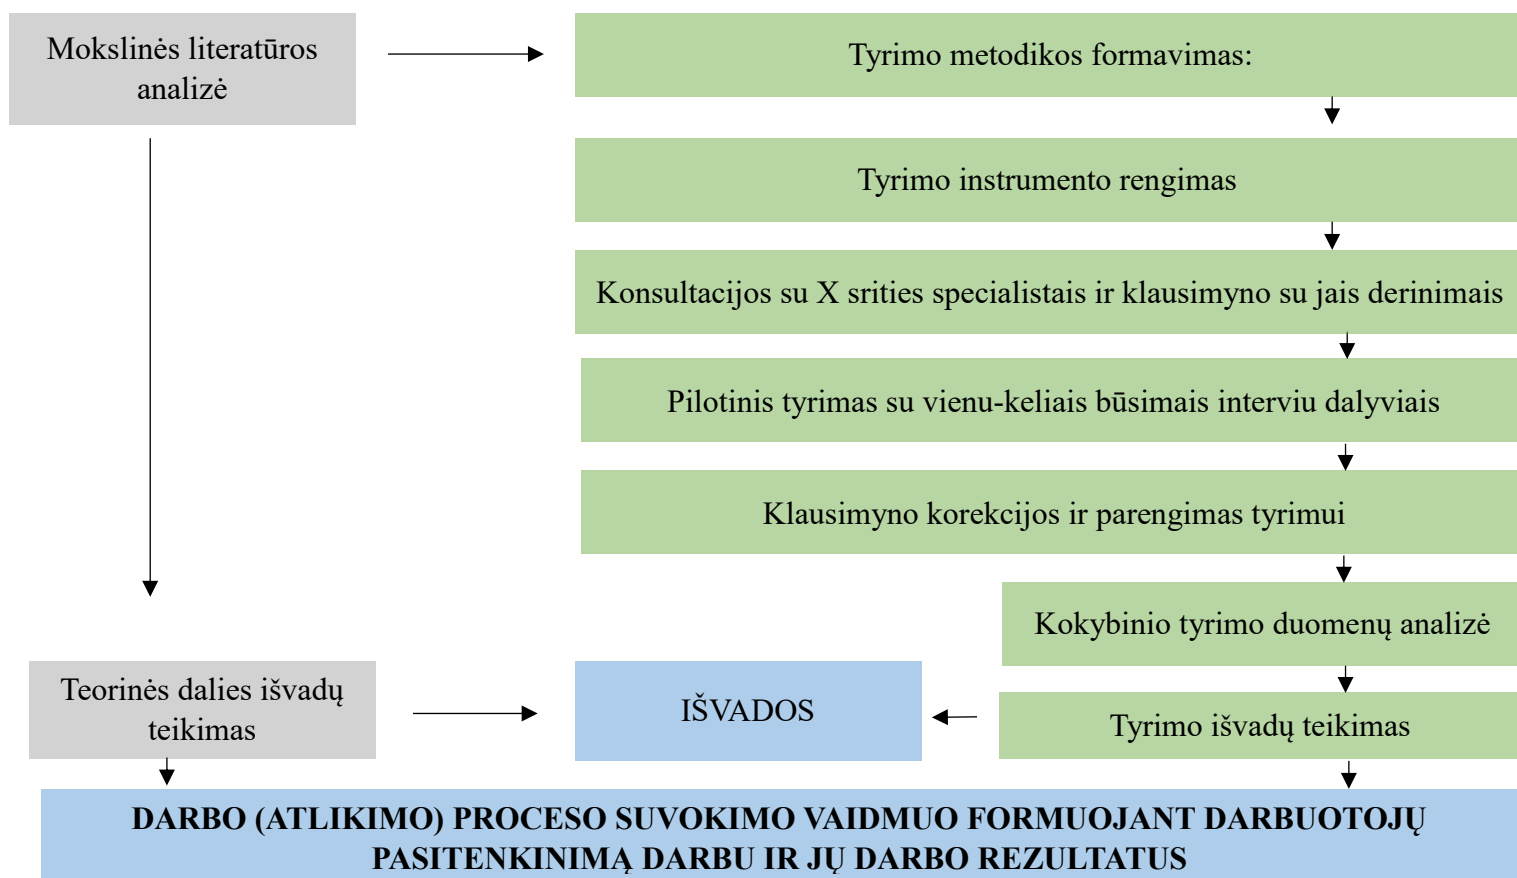 Mokslinės literatūros
analizė
Tyrimo metodikos formavimas:
Tyrimo instrumento rengimas
Konsultacijos su X srities specialistais ir klausimyno su jais derinimais
Pilotinis tyrimas su vienu-keliais būsimais interviu dalyviais
Klausimyno korekcijos ir parengimas tyrimui
Kokybinio tyrimo duomenų analizė
Teorinės dalies išvadų
teikimas
IŠVADOS
Tyrimo išvadų teikimas
DARBO (ATLIKIMO) PROCESO SUVOKIMO VAIDMUO FORMUOJANT DARBUOTOJŲ
PASITENKINIMĄ DARBU IR JŲ DARBO REZULTATUS